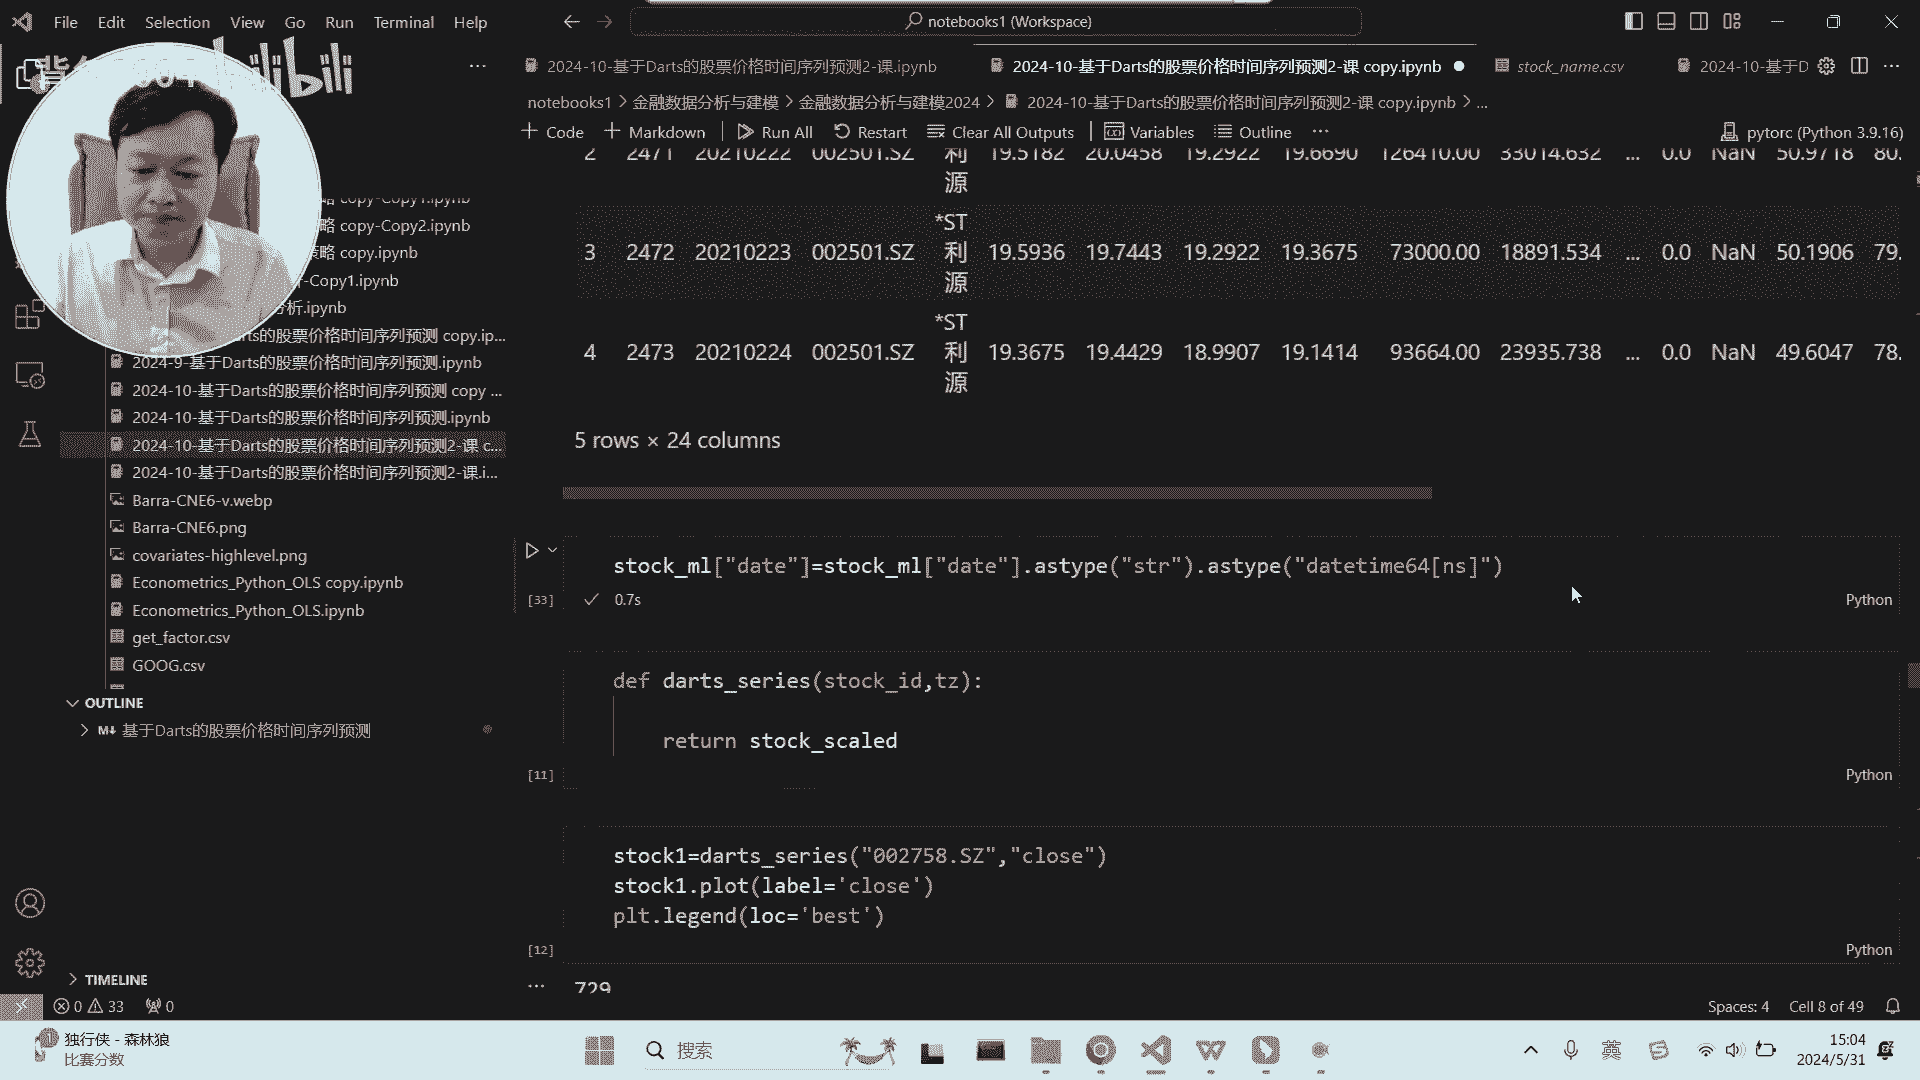 File Edit Selection View Go Run Terminal Help
notebooks1 (Workspace)
bilibili
2024-10-基于Darts的股票价格时间序列预测2-课.ipynb
2024-10-基于Darts的股票价格时间序列预测2-课 copy.ipynb
stock_name.csv
2024-10-基于D
notebooks1 > 金融数据分析与建模 > 金融数据分析与建模2024 > 2024-10-基于Darts的股票价格时间序列预测2-课 copy.ipynb > ...
+ Code + Markdown Run All Restart Clear All Outputs Variables Outline ...
pytorc (Python 3.9.16)
2 2471 20210222 002501.SZ 利源 19.5182 20.0458 19.2922 19.6690 126410.00 33014.632 ... 0.0 NaN 50.9718 80.
3 2472 20210223 002501.SZ *ST利源 19.5936 19.7443 19.2922 19.3675 73000.00 18891.534 ... 0.0 NaN 50.1906 79.
4 2473 20210224 002501.SZ *ST利源 19.3675 19.4429 18.9907 19.1414 93664.00 23935.738 ... 0.0 NaN 49.6047 78.
5 rows × 24 columns
stock_ml["date"]=stock_ml["date"].astype("str").astype("datetime64[ns]")
[33] 0.7s
Python
def darts_series(stock_id,tz):
return stock_scaled
[11]
Python
stock1=darts_series("002758.SZ","close")
stock1.plot(label='close')
plt.legend(loc='best')
[12]
Python
... 729
略 copy-Copy1.ipynb
略 copy-Copy2.ipynb
策略 copy.ipynb
-Copy1.ipynb
分析.ipynb
arts的股票价格时间序列预测 copy.ip...
2024-9-基于Darts的股票价格时间序列预测.ipynb
2024-10-基于Darts的股票价格时间序列预测 copy ...
2024-10-基于Darts的股票价格时间序列预测.ipynb
2024-10-基于Darts的股票价格时间序列预测2-课 c...
2024-10-基于Darts的股票价格时间序列预测2-课.i...
Barra-CNE6-v.webp
Barra-CNE6.png
covariates-highlevel.png
Econometrics_Python_OLS copy.ipynb
Econometrics_Python_OLS.ipynb
get_factor.csv
GOOG.csv
OUTLINE
M↓ 基于Darts的股票价格时间序列预测
TIMELINE
0 33 0
Spaces: 4 Cell 8 of 49
独行侠 - 森林狼
比赛分数
搜索
英
15:04
2024/5/31